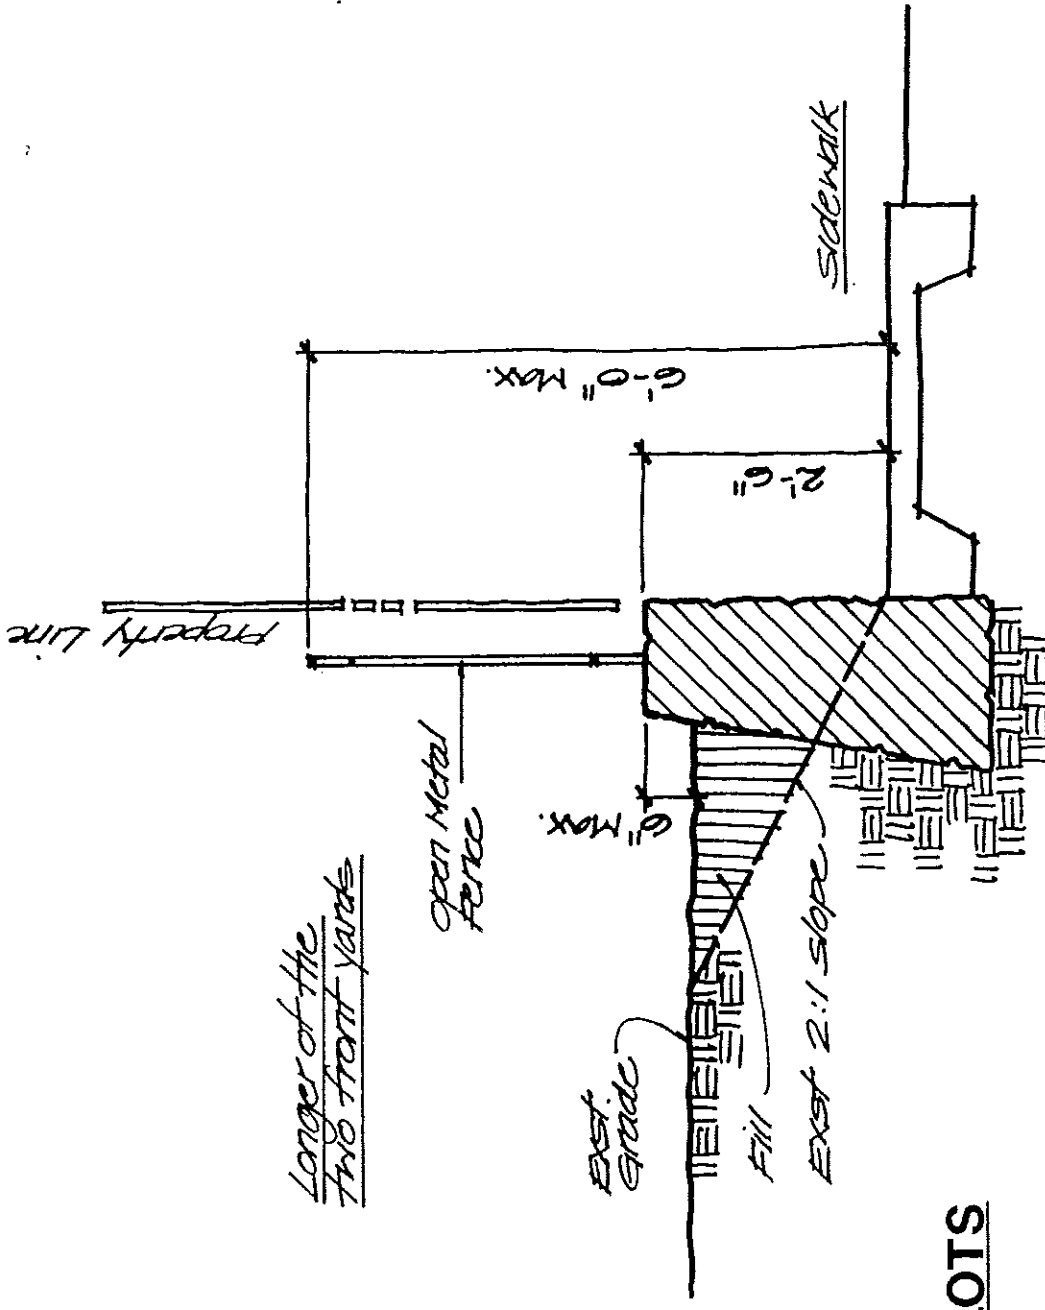 Longer of the
Two front yards
Property Line
Open Metal
Fence
6'-0" Max.
2'-6"
6" Max.
Sidewalk
Exst.
Grade
Fill
Exst 2:1 slope
OTS